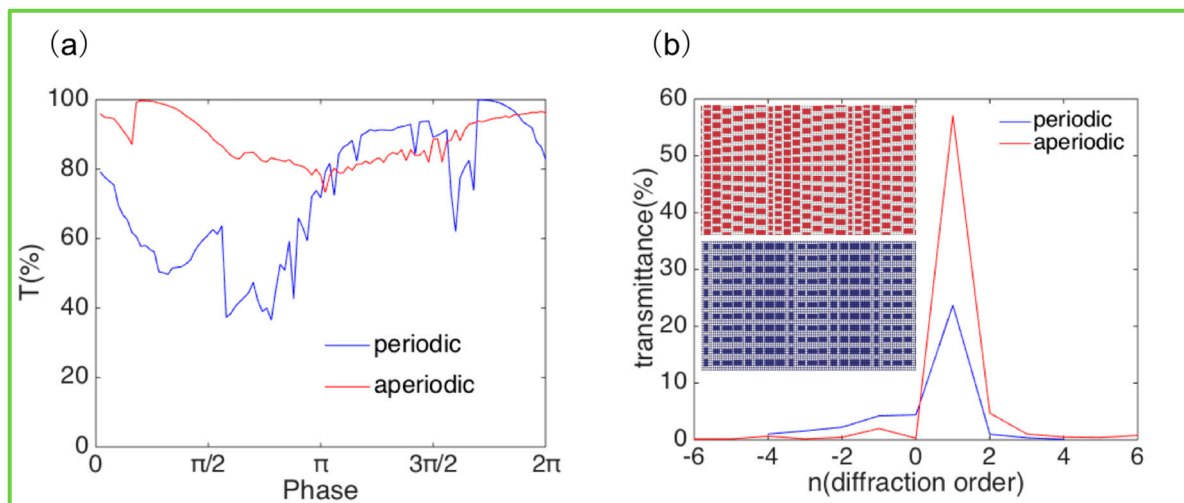 (a)
100
80
60
40
20
0
T(%)
0 π/2 π 3π/2 2π
Phase
periodic
aperiodic
(b)
60
50
40
30
20
10
0
transmittance(%)
-6 -4 -2 0 2 4 6
n(diffraction order)
periodic
aperiodic